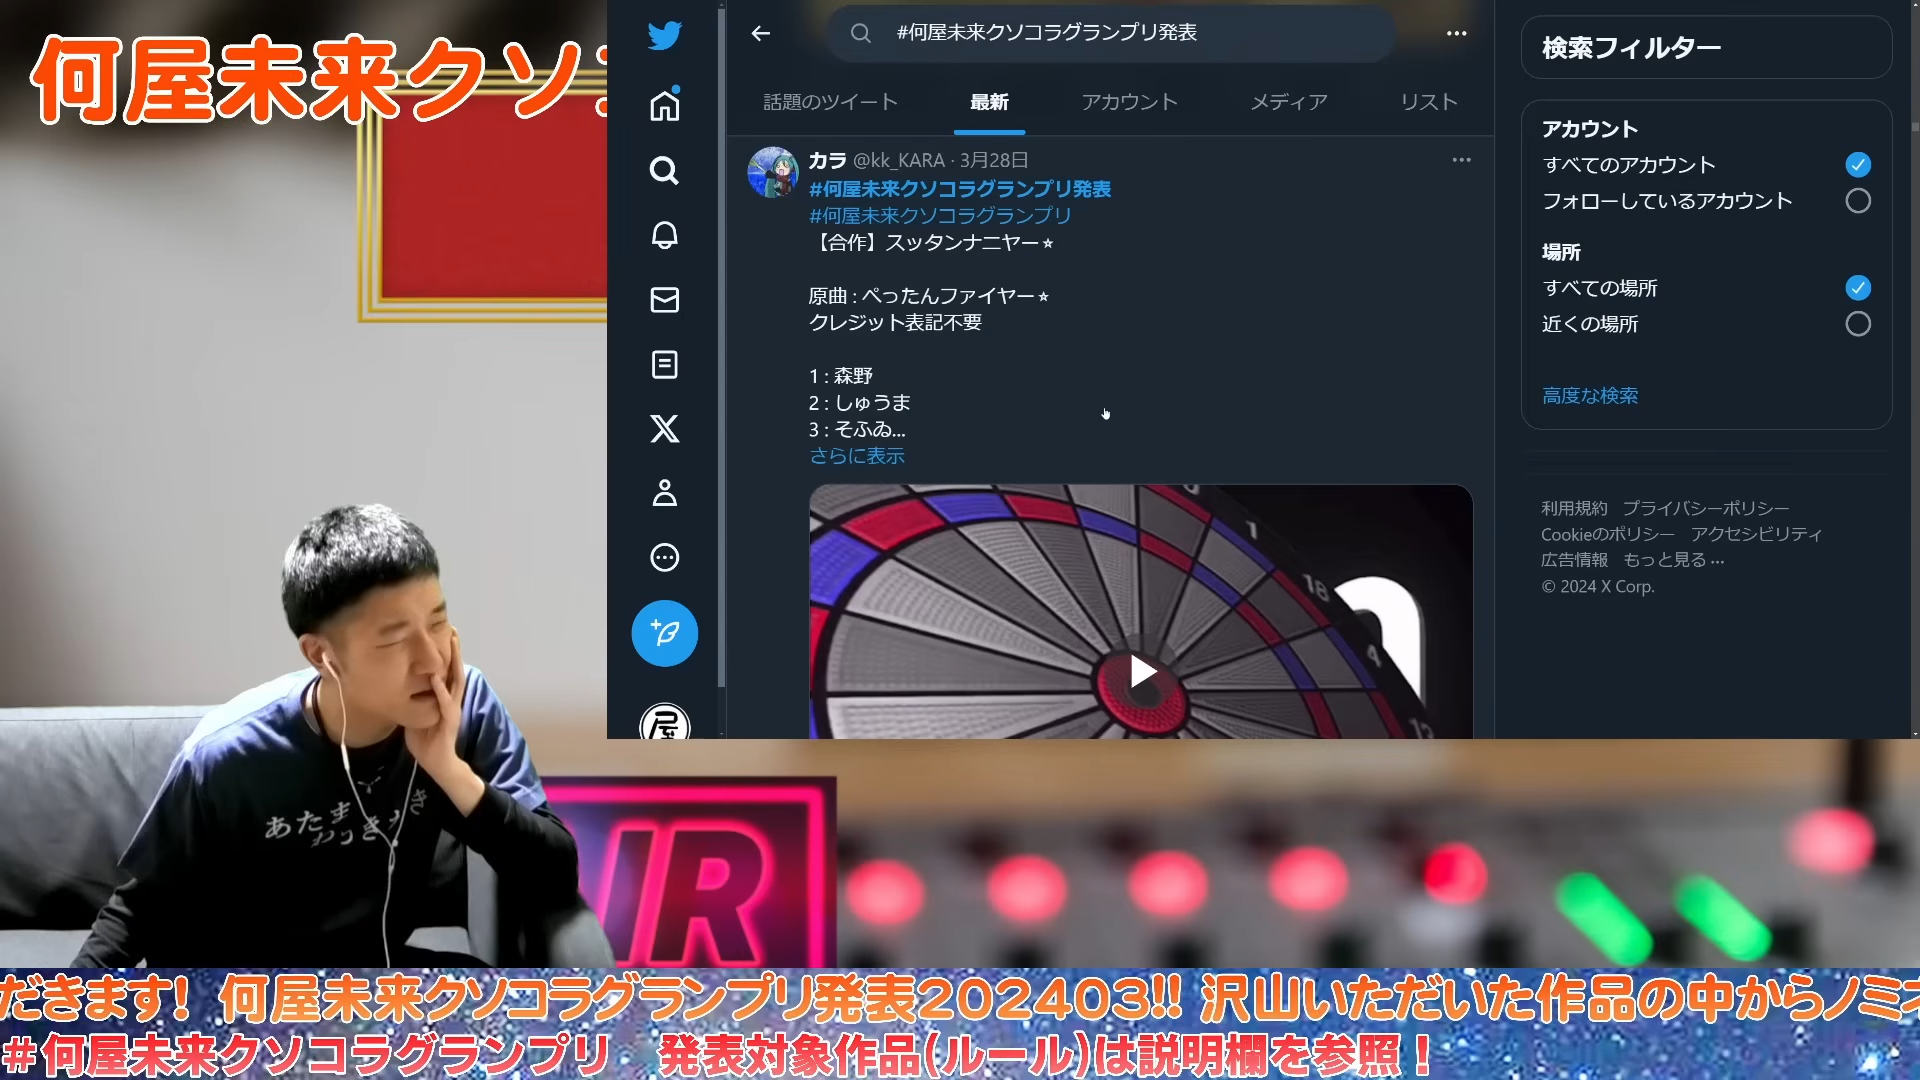 何屋未来クソコ
#何屋未来クソコラグランプリ発表
話題のツイート
最新
アカウント
メディア
リスト
カラ @kk_KARA · 3月28日
#何屋未来クソコラグランプリ発表
#何屋未来クソコラグランプリ
【合作】スッタンナニヤー⭐︎
原曲 : ぺったんファイヤー⭐︎
クレジット表記不要
1 : 森野
2 : しゅうま
3 : そふゐ...
さらに表示
1
18
4
13
検索フィルター
アカウント
すべてのアカウント
フォローしているアカウント
場所
すべての場所
近くの場所
高度な検索
利用規約 プライバシーポリシー
Cookieのポリシー アクセシビリティ
広告情報 もっと見る ···
© 2024 X Corp.
屋
あたま
IR
だきます! 何屋未来クソコラグランプリ発表202403!! 沢山いただいた作品の中からノミネ
#何屋未来クソコラグランプリ 発表対象作品(ルール)は説明欄を参照!